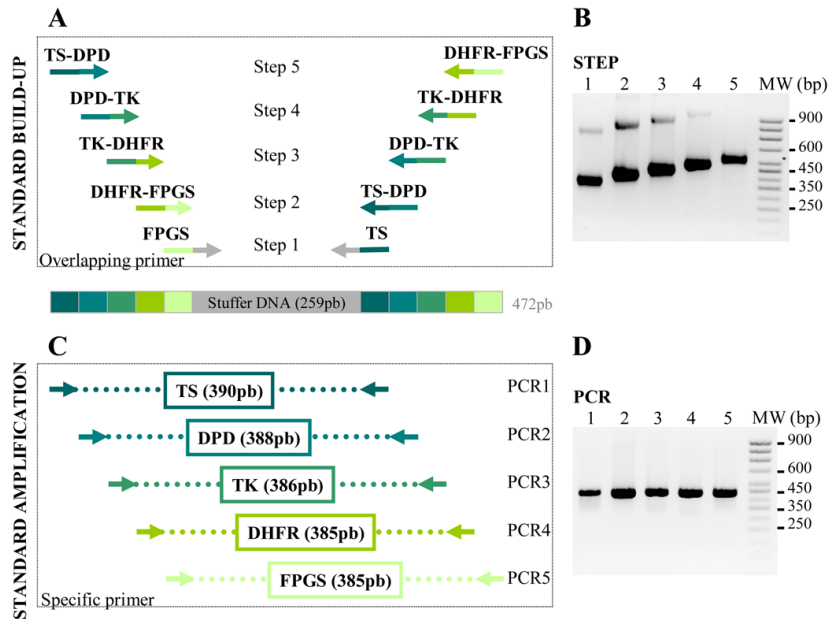 A
STANDARD BUILD-UP
TS-DPD
Step 5
DHFR-FPGS
DPD-TK
Step 4
TK-DHFR
TK-DHFR
Step 3
DPD-TK
DHFR-FPGS
Step 2
TS-DPD
FPGS
Step 1
TS
Overlapping primer
Stuffer DNA (259pb)
472pb
B
STEP
1 2 3 4 5 MW (bp)
900
600
450
350
250
C
STANDARD AMPLIFICATION
TS (390pb)
PCR1
DPD (388pb)
PCR2
TK (386pb)
PCR3
DHFR (385pb)
PCR4
FPGS (385pb)
PCR5
Specific primer
D
PCR
1 2 3 4 5 MW (bp)
900
600
450
350
250